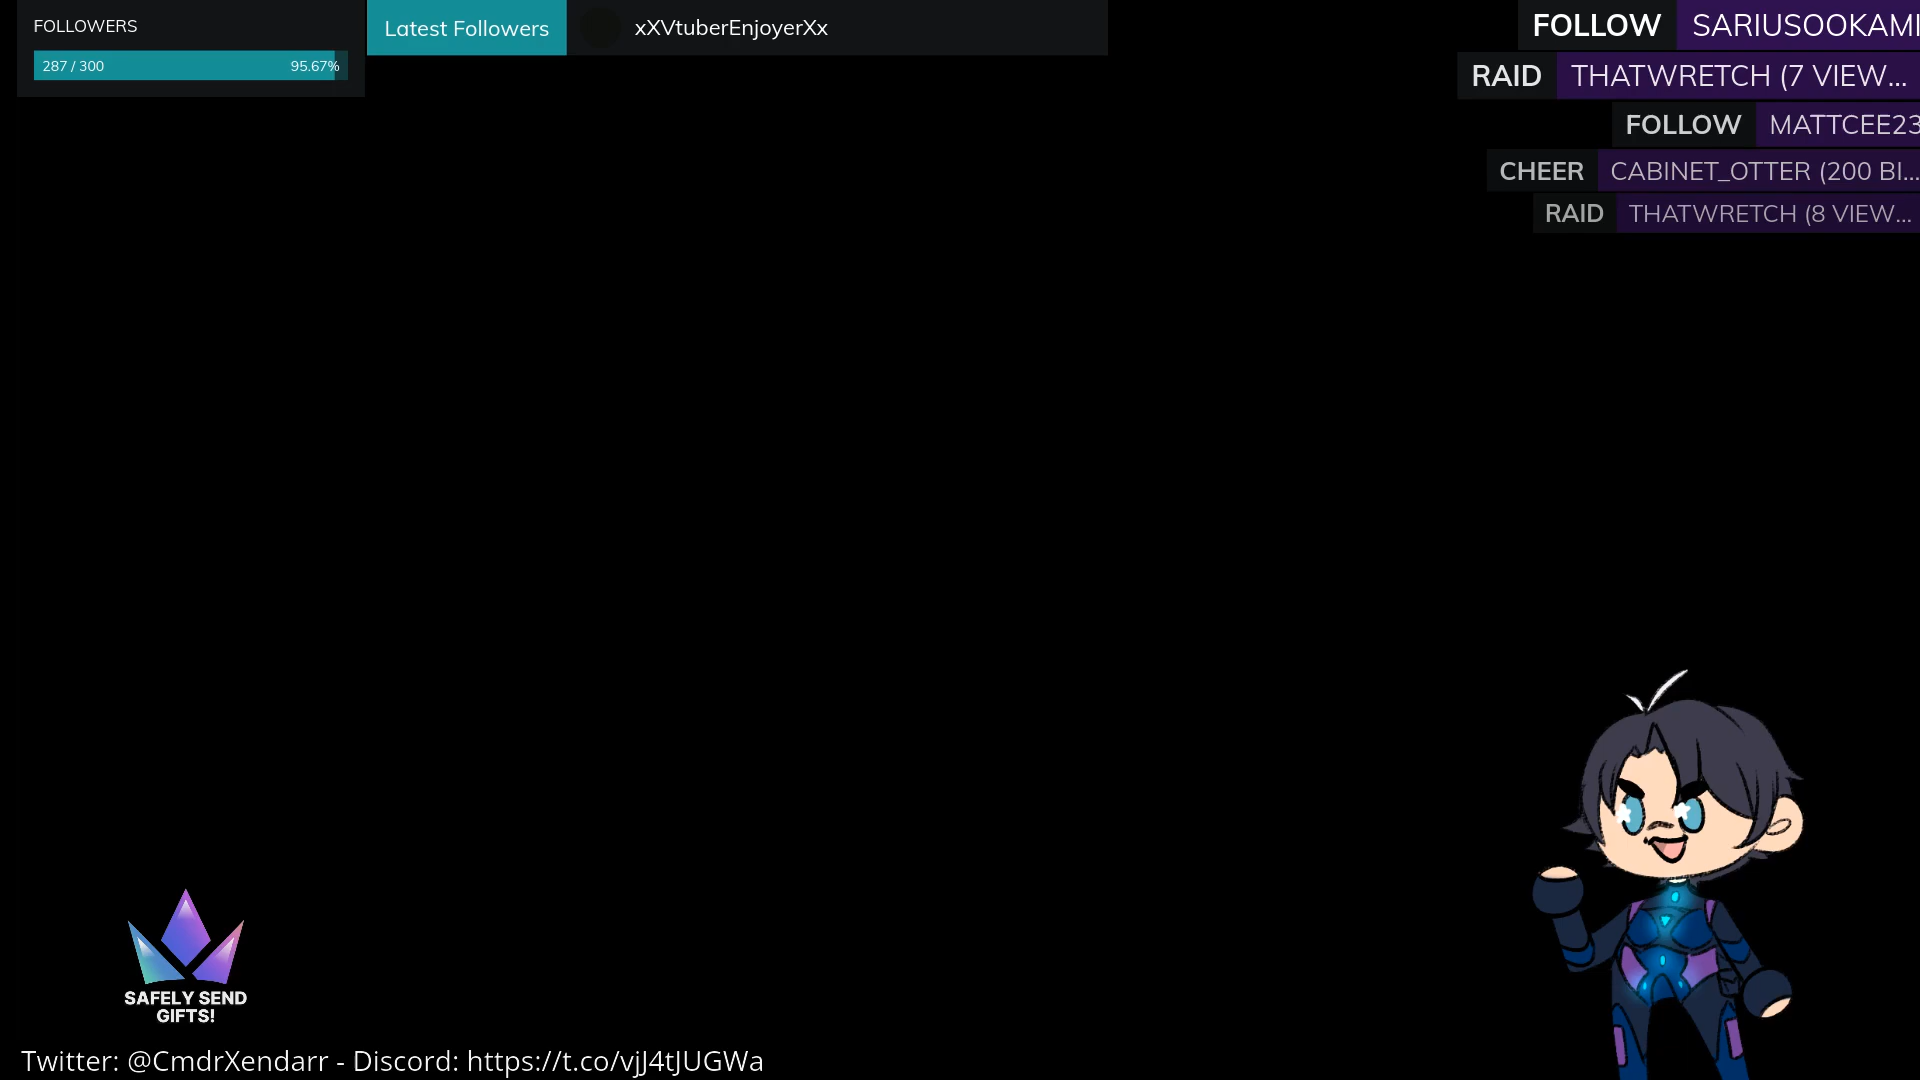 FOLLOWERS
287 / 300 95.67%
Latest Followers xXVtuberEnjoyerXx
FOLLOW SARIUSOOKAMI
RAID THATWRETCH (7 VIEW...
FOLLOW MATTCEE23
CHEER CABINET_OTTER (200 BI...
RAID THATWRETCH (8 VIEW...
SAFELY SEND
GIFTS!
Twitter: @CmdrXendarr - Discord: https://t.co/vjJ4tJUGWa